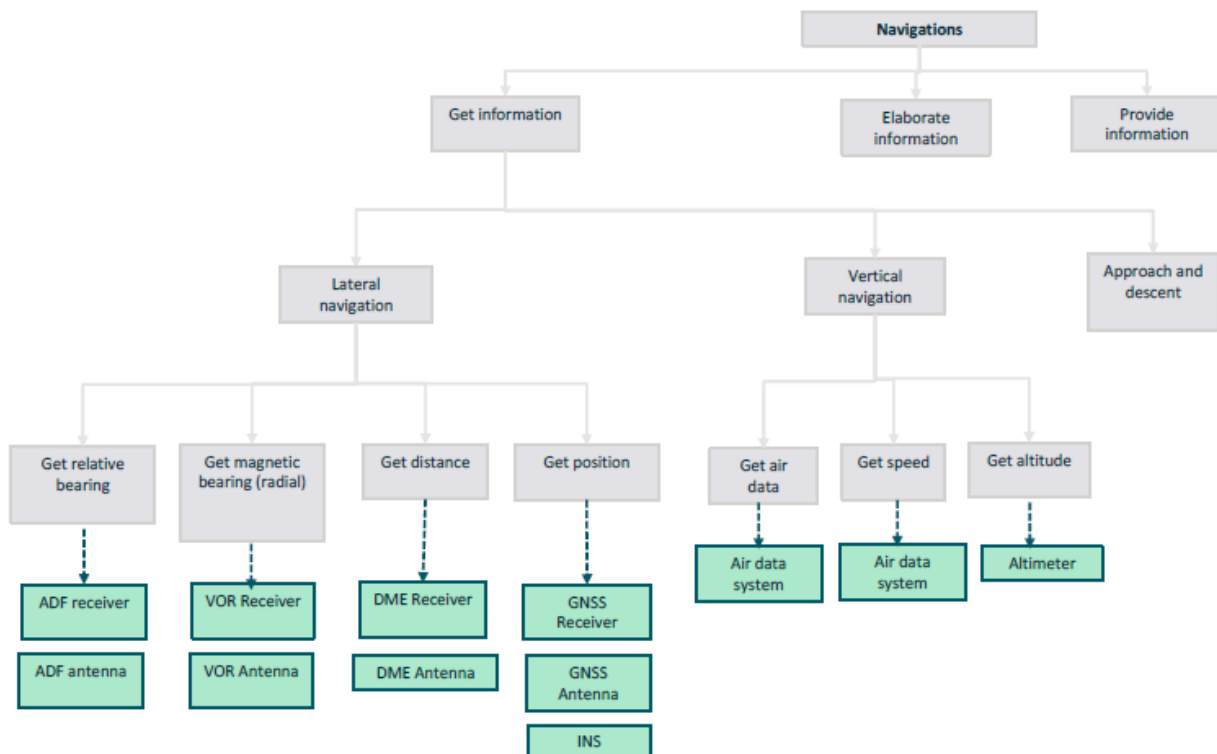 Navigations
Get information
Elaborate
information
Provide
information
Lateral
navigation
Vertical
navigation
Approach and
descent
Get relative
bearing
Get magnetic
bearing (radial)
Get distance
Get position
Get air
data
Get speed
Get altitude
Air data
system
Air data
system
Altimeter
ADF receiver
VOR Receiver
DME Receiver
GNSS
Receiver
ADF antenna
VOR Antenna
DME Antenna
GNSS
Antenna
INS